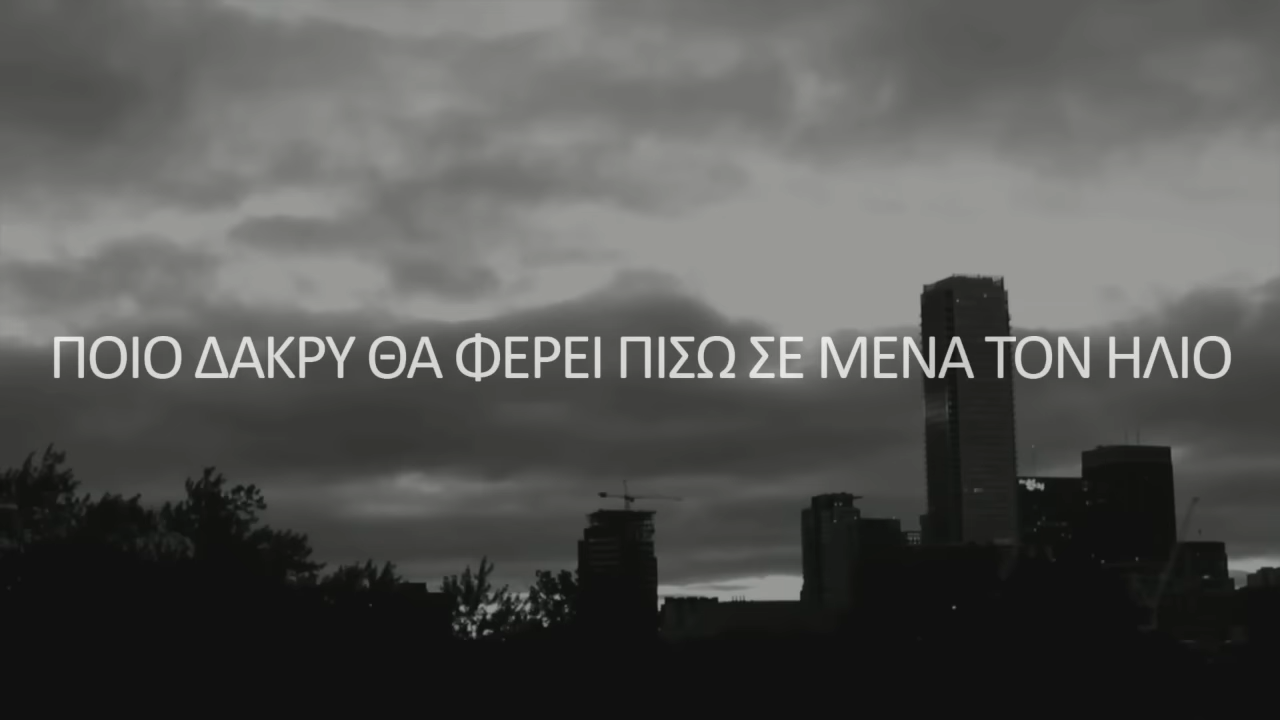 ΠΟΙΟ ΔΑΚΡΥ ΘΑ ΦΕΡΕΙ ΠΙΣΩ ΣΕ ΜΕΝΑ ΤΟΝ ΗΛΙΟ